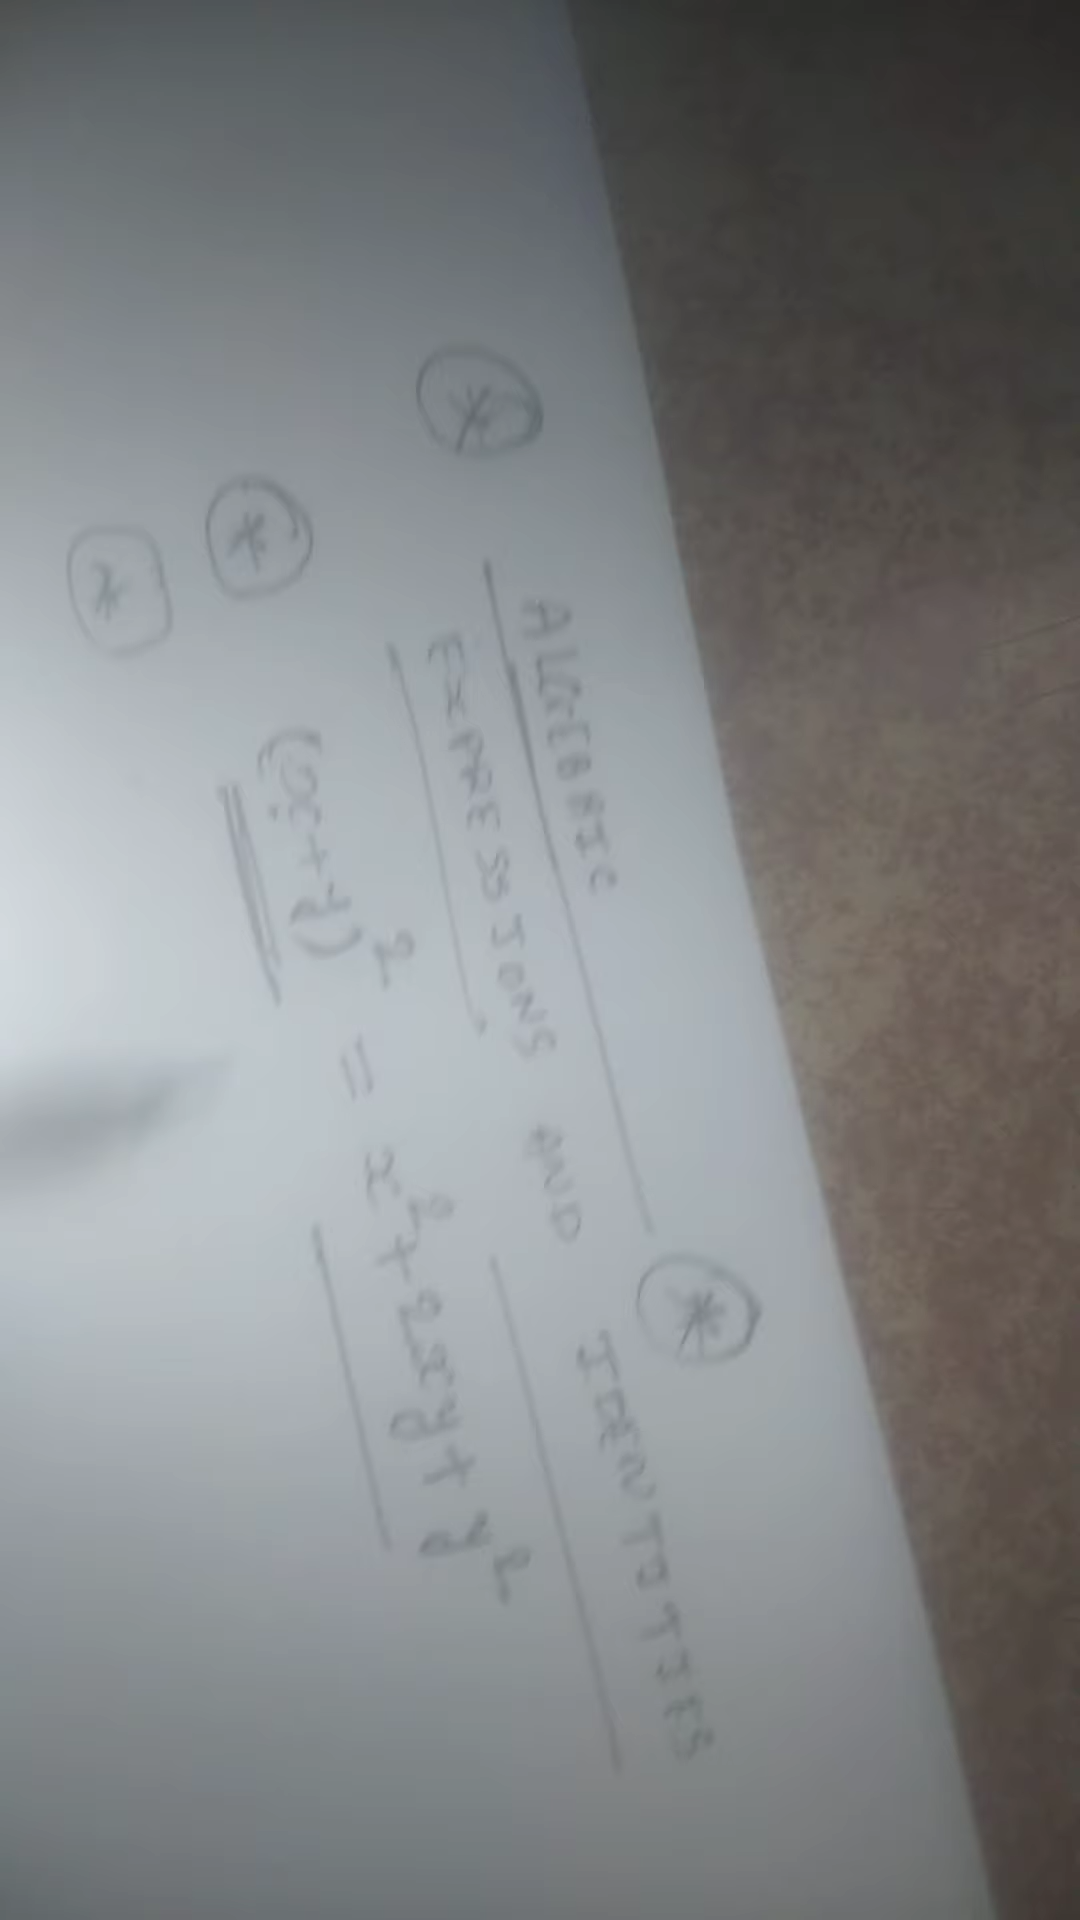 * ALGEBRAIC *
EXPRESSIONS AND IDENTITIES
* (x+y)² = x²+2xy+y²
*